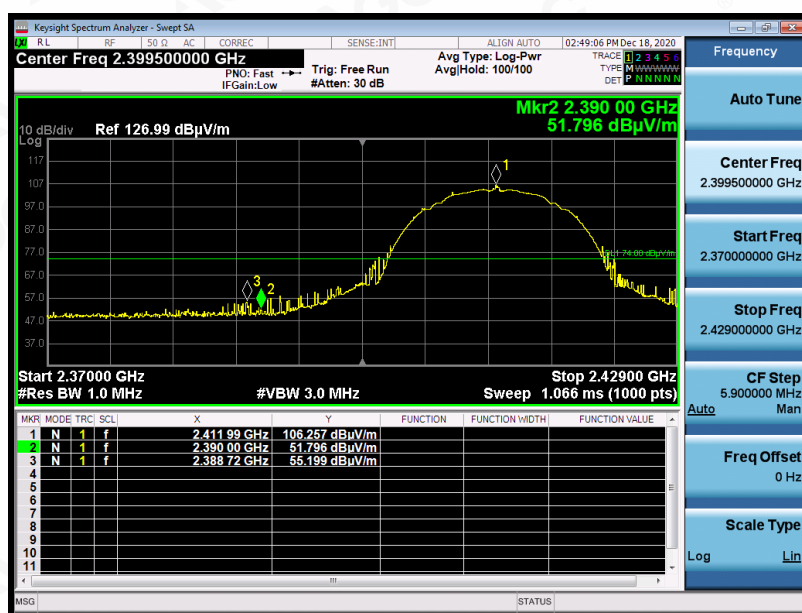 Keysight Spectrum Analyzer - Swept SA
LXI RL RF 50 Ω AC CORREC SENSE:INT ALIGN AUTO 02:49:06 PM Dec 18, 2020
Center Freq 2.399500000 GHz
PNO: Fast
IFGain:Low
Trig: Free Run
#Atten: 30 dB
Avg Type: Log-Pwr
Avg|Hold: 100/100
TRACE 1 2 3 4 5 6
TYPE M W W W W W
DET P N N N N N
Mkr2 2.390 00 GHz
51.796 dBµV/m
10 dB/div Ref 126.99 dBµV/m
Log
117
107
97.0
87.0
77.0
67.0
57.0
47.0
37.0
1
DL1 74.00 dBµV/m
3
2
Start 2.37000 GHz Stop 2.42900 GHz
#Res BW 1.0 MHz #VBW 3.0 MHz Sweep 1.066 ms (1000 pts)
MKR MODE TRC SCL X Y FUNCTION FUNCTION WIDTH FUNCTION VALUE
1 N 1 f 2.411 99 GHz 106.257 dBµV/m
2 N 1 f 2.390 00 GHz 51.796 dBµV/m
3 N 1 f 2.388 72 GHz 55.199 dBµV/m
4
5
6
7
8
9
10
11
MSG STATUS
Frequency
Auto Tune
Center Freq
2.399500000 GHz
Start Freq
2.370000000 GHz
Stop Freq
2.429000000 GHz
CF Step
5.900000 MHz
Auto Man
Freq Offset
0 Hz
Scale Type
Log Lin